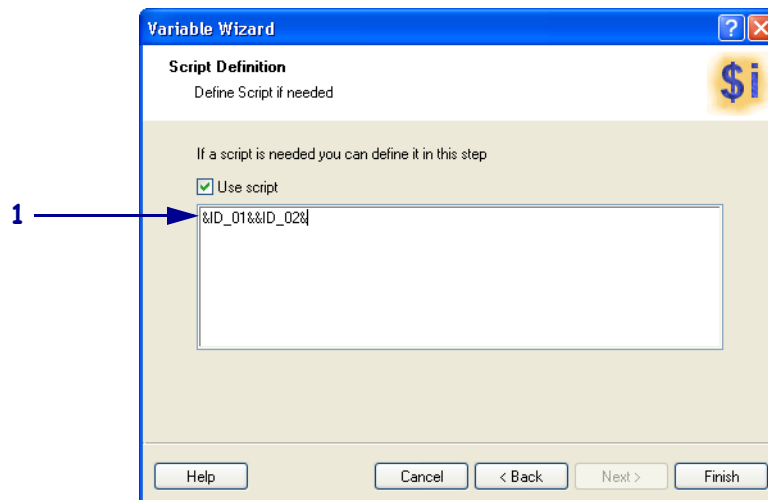 Variable Wizard
Script Definition
Define Script if needed
$i
If a script is needed you can define it in this step
Use script
1
&ID_01&&ID_02&
Help
Cancel
< Back
Next >
Finish